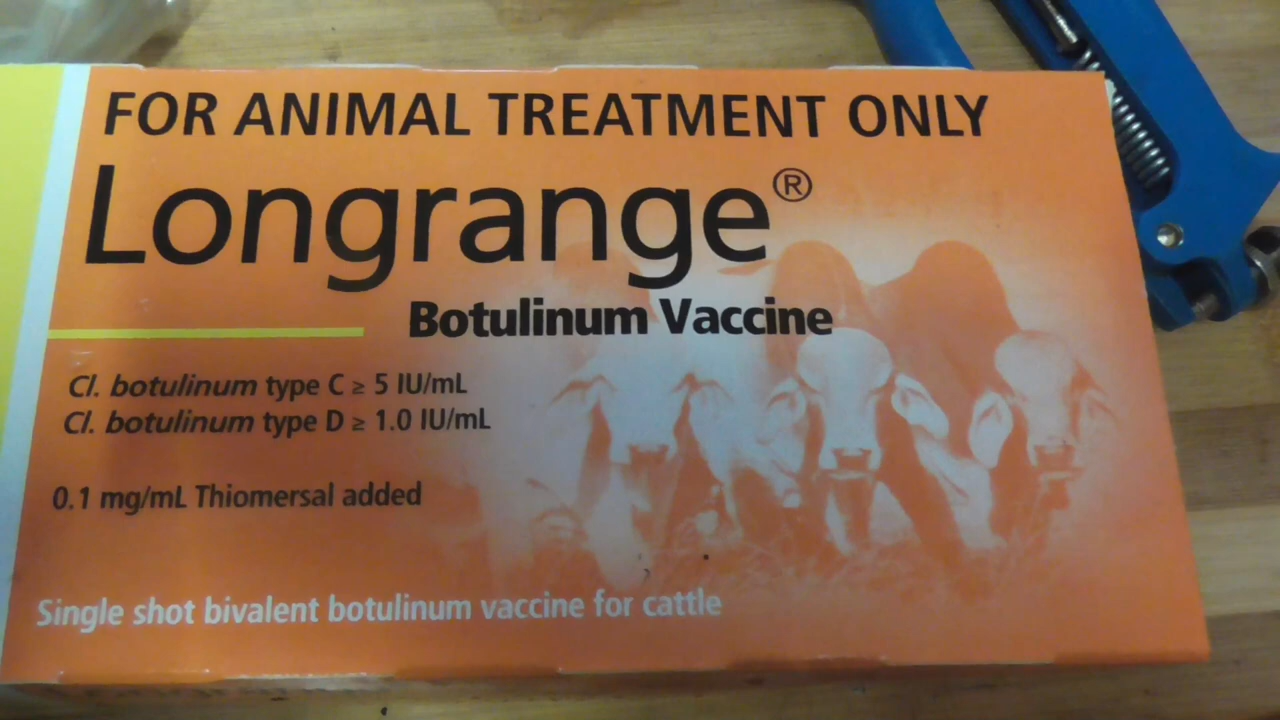 FOR ANIMAL TREATMENT ONLY
Longrange®
Botulinum Vaccine
Cl. botulinum type C ≥ 5 IU/mL
Cl. botulinum type D ≥ 1.0 IU/mL
0.1 mg/mL Thiomersal added
Single shot bivalent botulinum vaccine for cattle